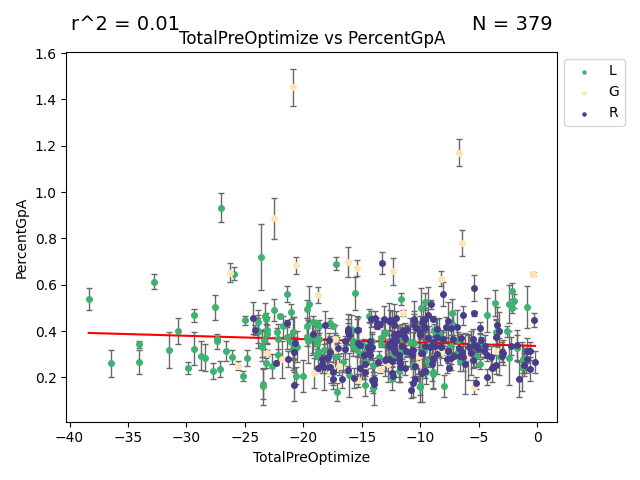 r^2 = 0.01
N = 379
TotalPreOptimize vs PercentGpA
1.6
1.4
1.2
1.0
0.8
0.6
0.4
0.2
PercentGpA
L
G
R
−40 −35 −30 −25 −20 −15 −10 −5 0
TotalPreOptimize